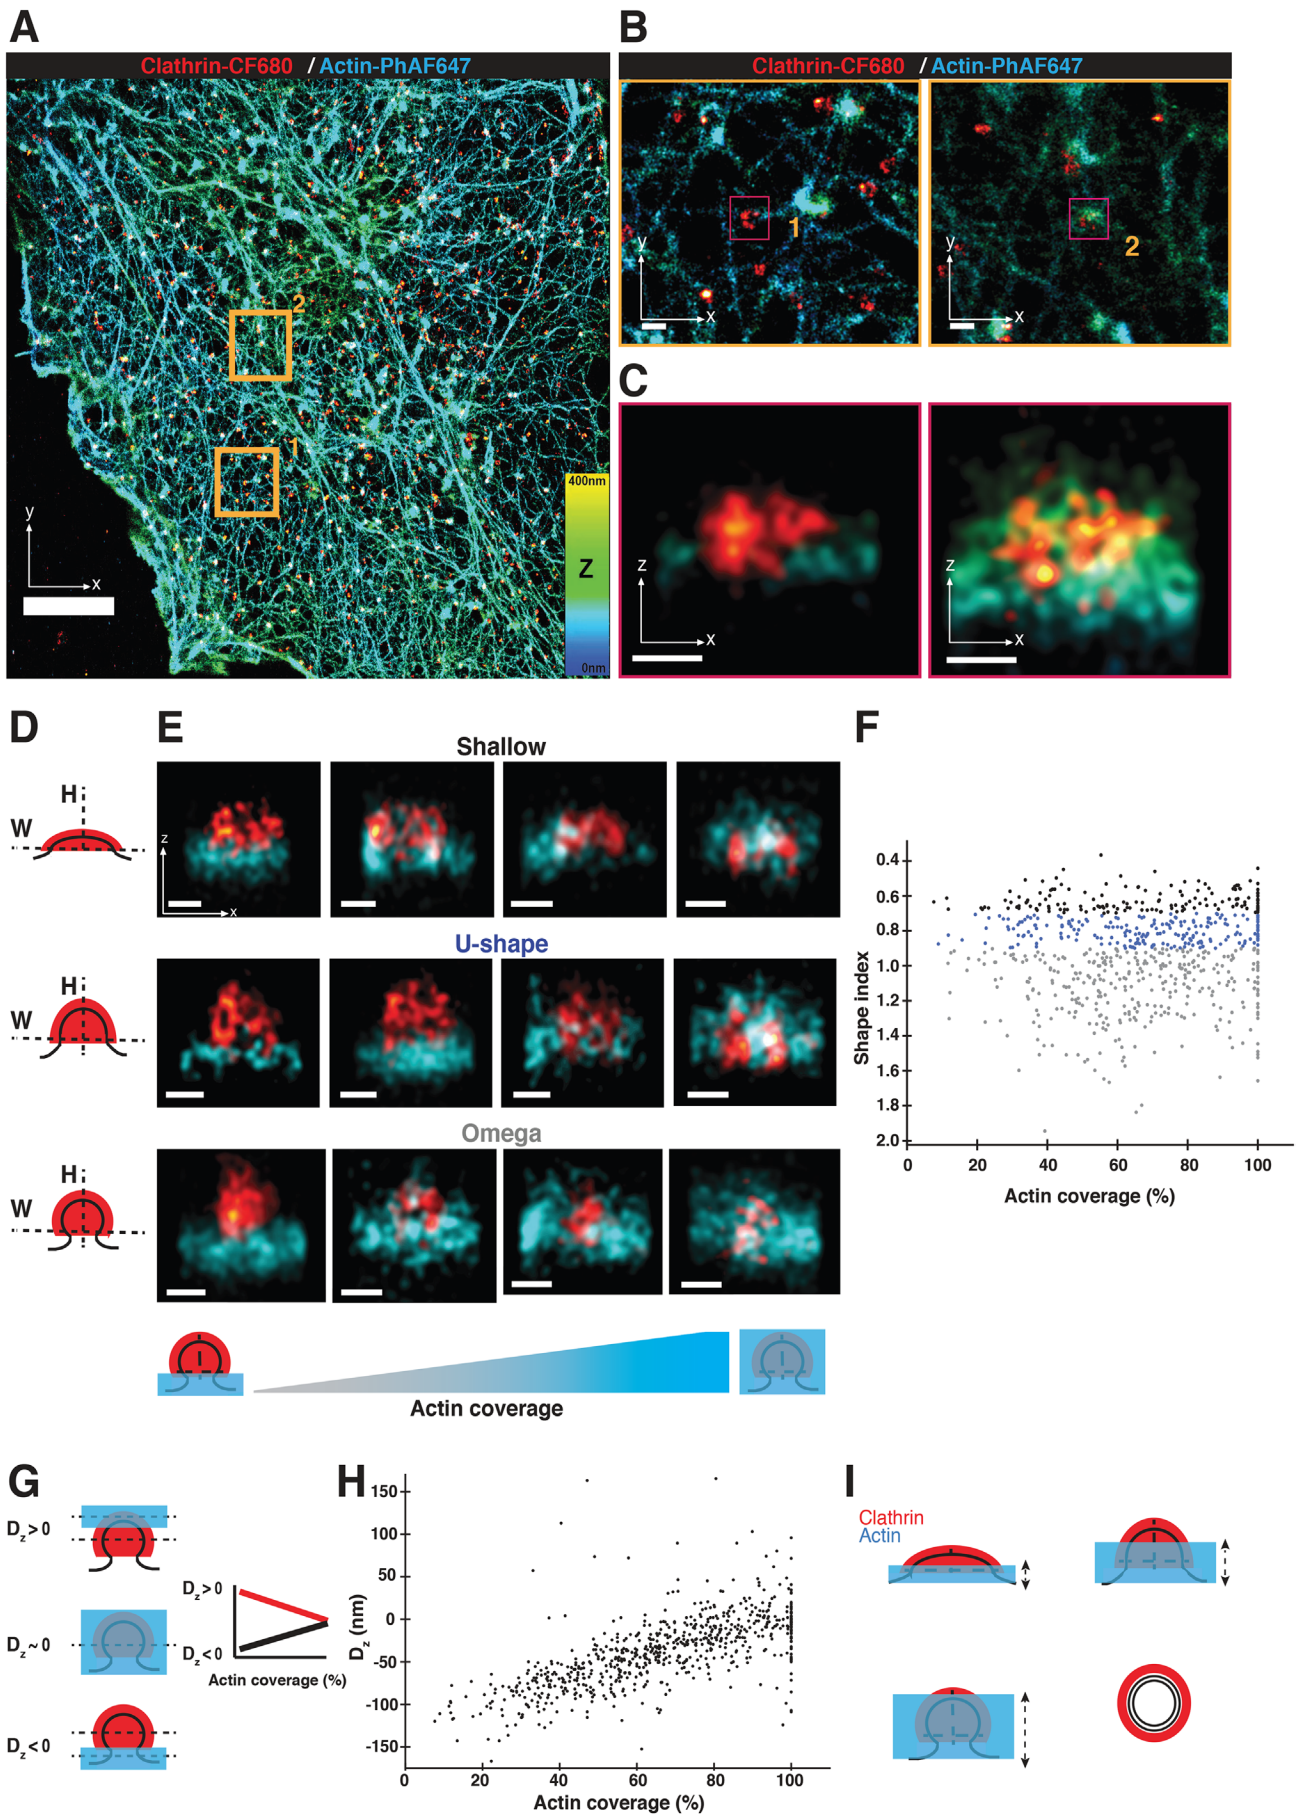 A
Clathrin-CF680 / Actin-PhAF647
2
1
y
x
400nm
Z
0nm
B
Clathrin-CF680 / Actin-PhAF647
1
y
x
2
y
x
C
z
x
z
x
D
H
W
H
W
H
W
E
Shallow
z
x
U-shape
Omega
Actin coverage
F
0.4
0.6
0.8
1.0
1.2
1.4
1.6
1.8
2.0
Shape index
0 20 40 60 80 100
Actin coverage (%)
G
Dz > 0
Dz ~ 0
Dz < 0
Dz > 0
Dz < 0
Actin coverage (%)
H
150
100
50
0
-50
-100
-150
Dz (nm)
0 20 40 60 80 100
Actin coverage (%)
I
Clathrin
Actin